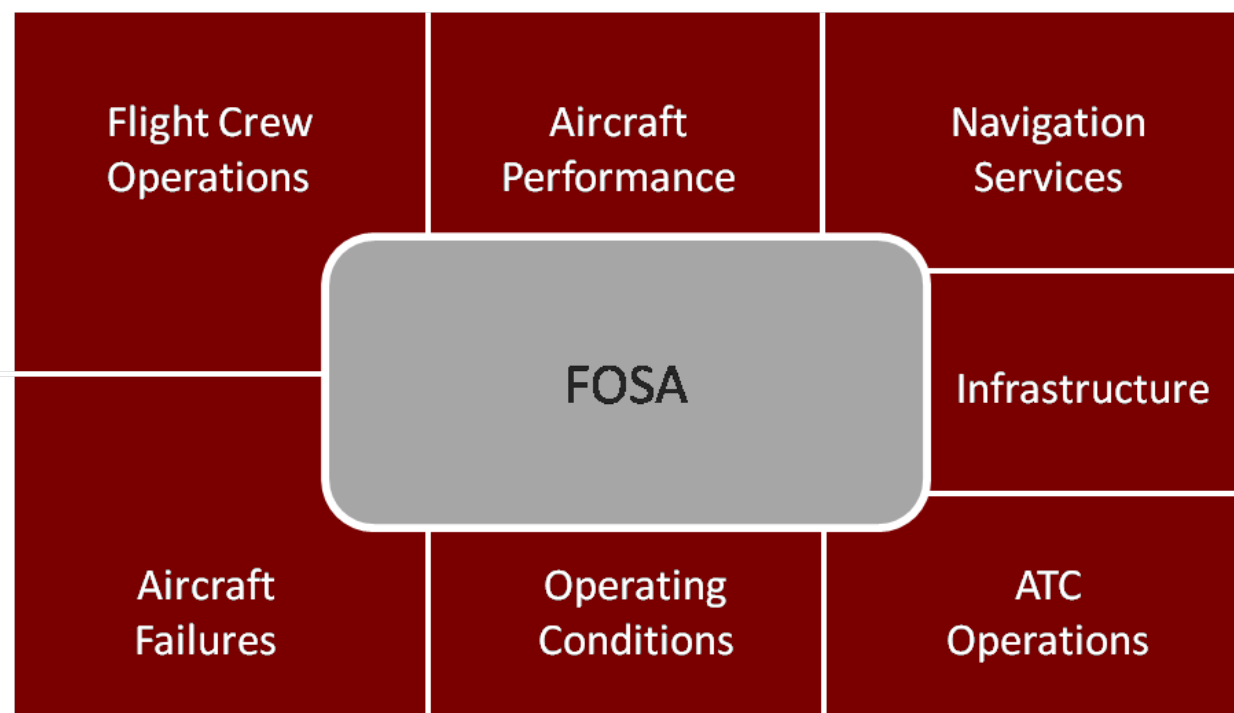 Flight Crew
Operations
Aircraft
Performance
Navigation
Services
FOSA
Infrastructure
Aircraft
Failures
Operating
Conditions
ATC
Operations